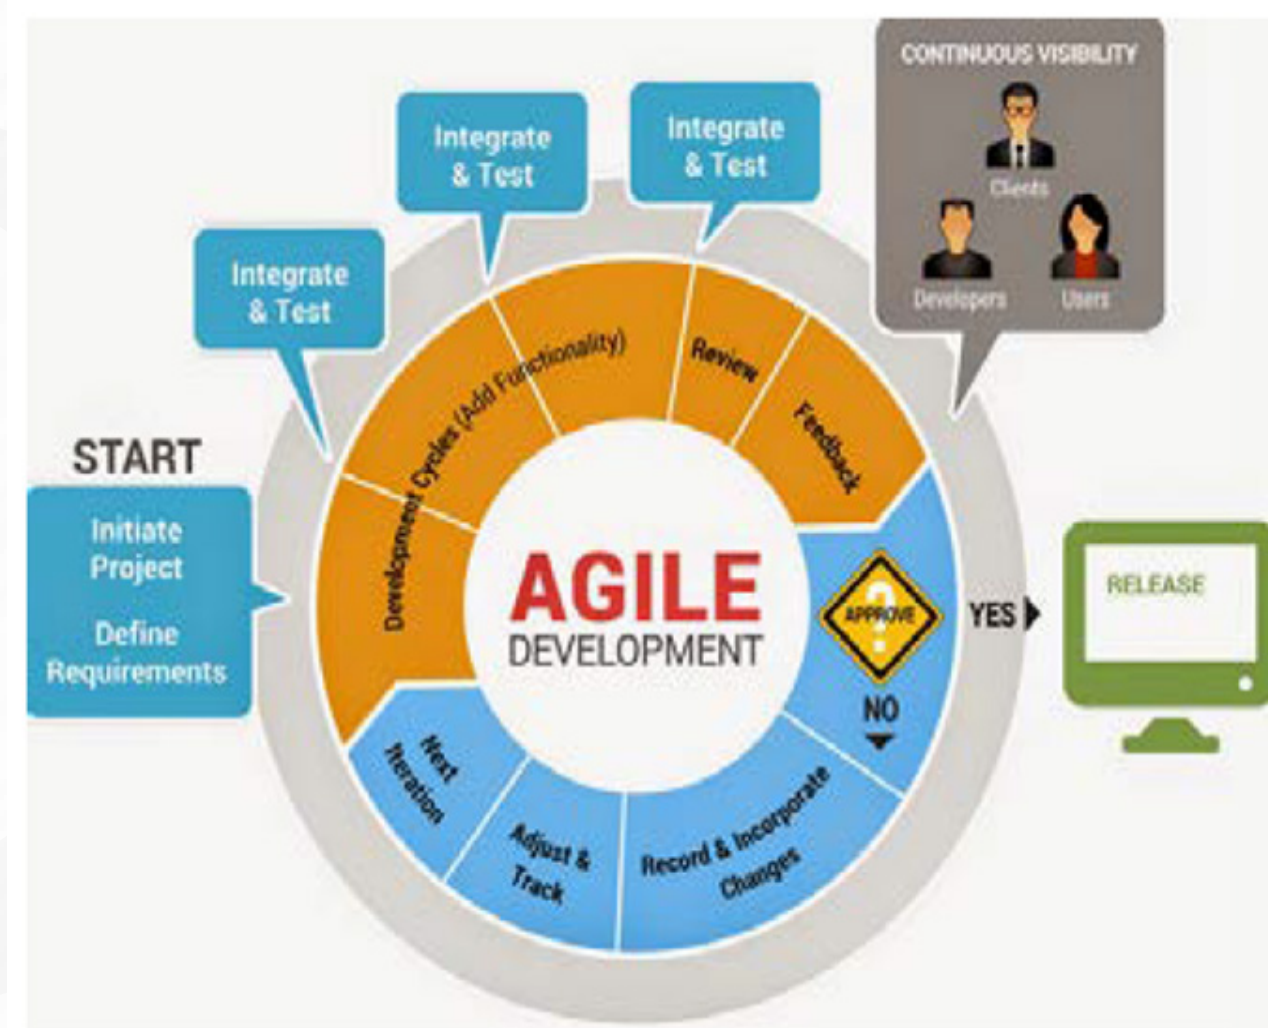 START
Initiate
Project
Define
Requirements
Integrate
& Test
Integrate
& Test
Integrate
& Test
CONTINUOUS VISIBILITY
Clients
Developers
Users
Development Cycles (Add Functionality)
Review
Feedback
AGILE
DEVELOPMENT
APPROVE
?
YES
RELEASE
NO
Record & Incorporate
Changes
Adjust &
Track
Next
Iteration